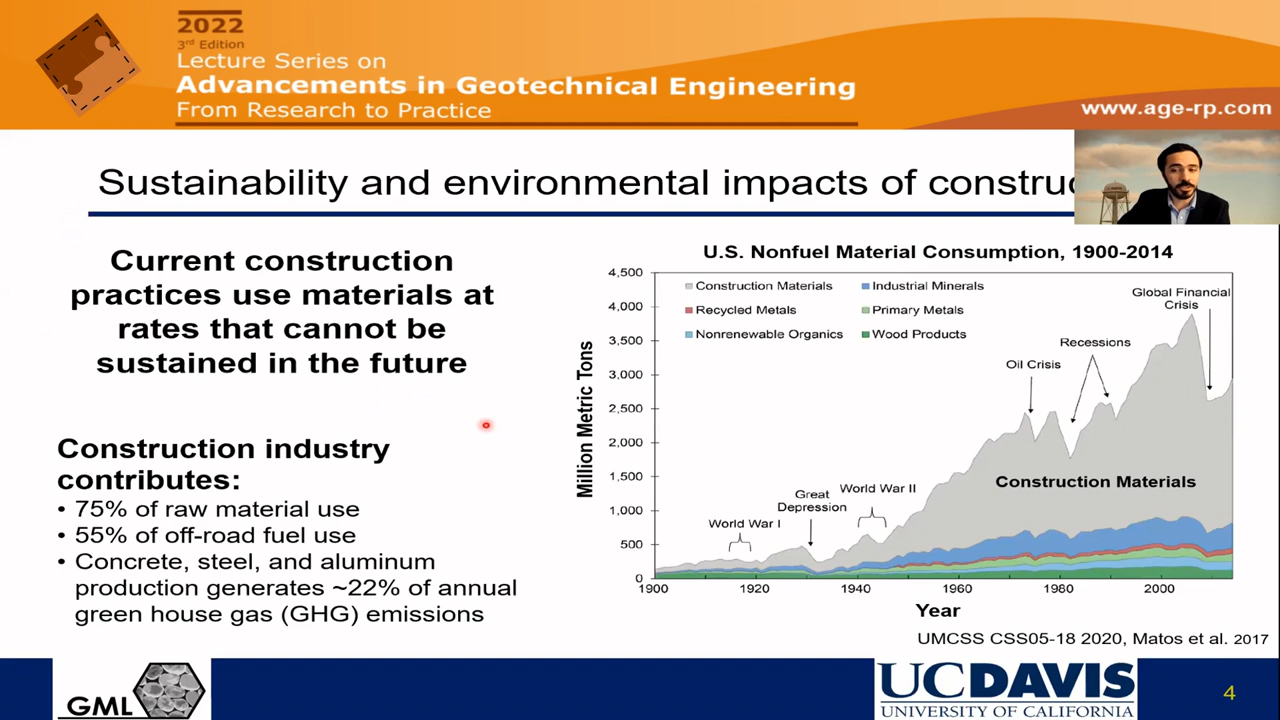 2022
3rd Edition
Lecture Series on
Advancements in Geotechnical Engineering
From Research to Practice
www.age-rp.com
Sustainability and environmental impacts of construc
Current construction
practices use materials at
rates that cannot be
sustained in the future
Construction industry
contributes:
• 75% of raw material use
• 55% of off-road fuel use
• Concrete, steel, and aluminum
production generates ~22% of annual
green house gas (GHG) emissions
U.S. Nonfuel Material Consumption, 1900-2014
Million Metric Tons
4,500
4,000
3,500
3,000
2,500
2,000
1,500
1,000
500
0
Construction Materials
Industrial Minerals
Recycled Metals
Primary Metals
Nonrenewable Organics
Wood Products
Global Financial
Crisis
Recessions
Oil Crisis
World War II
Great
Depression
World War I
Construction Materials
1900
1920
1940
1960
1980
2000
Year
UMCSS CSS05-18 2020, Matos et al. 2017
GML
UCDAVIS
UNIVERSITY OF CALIFORNIA
4